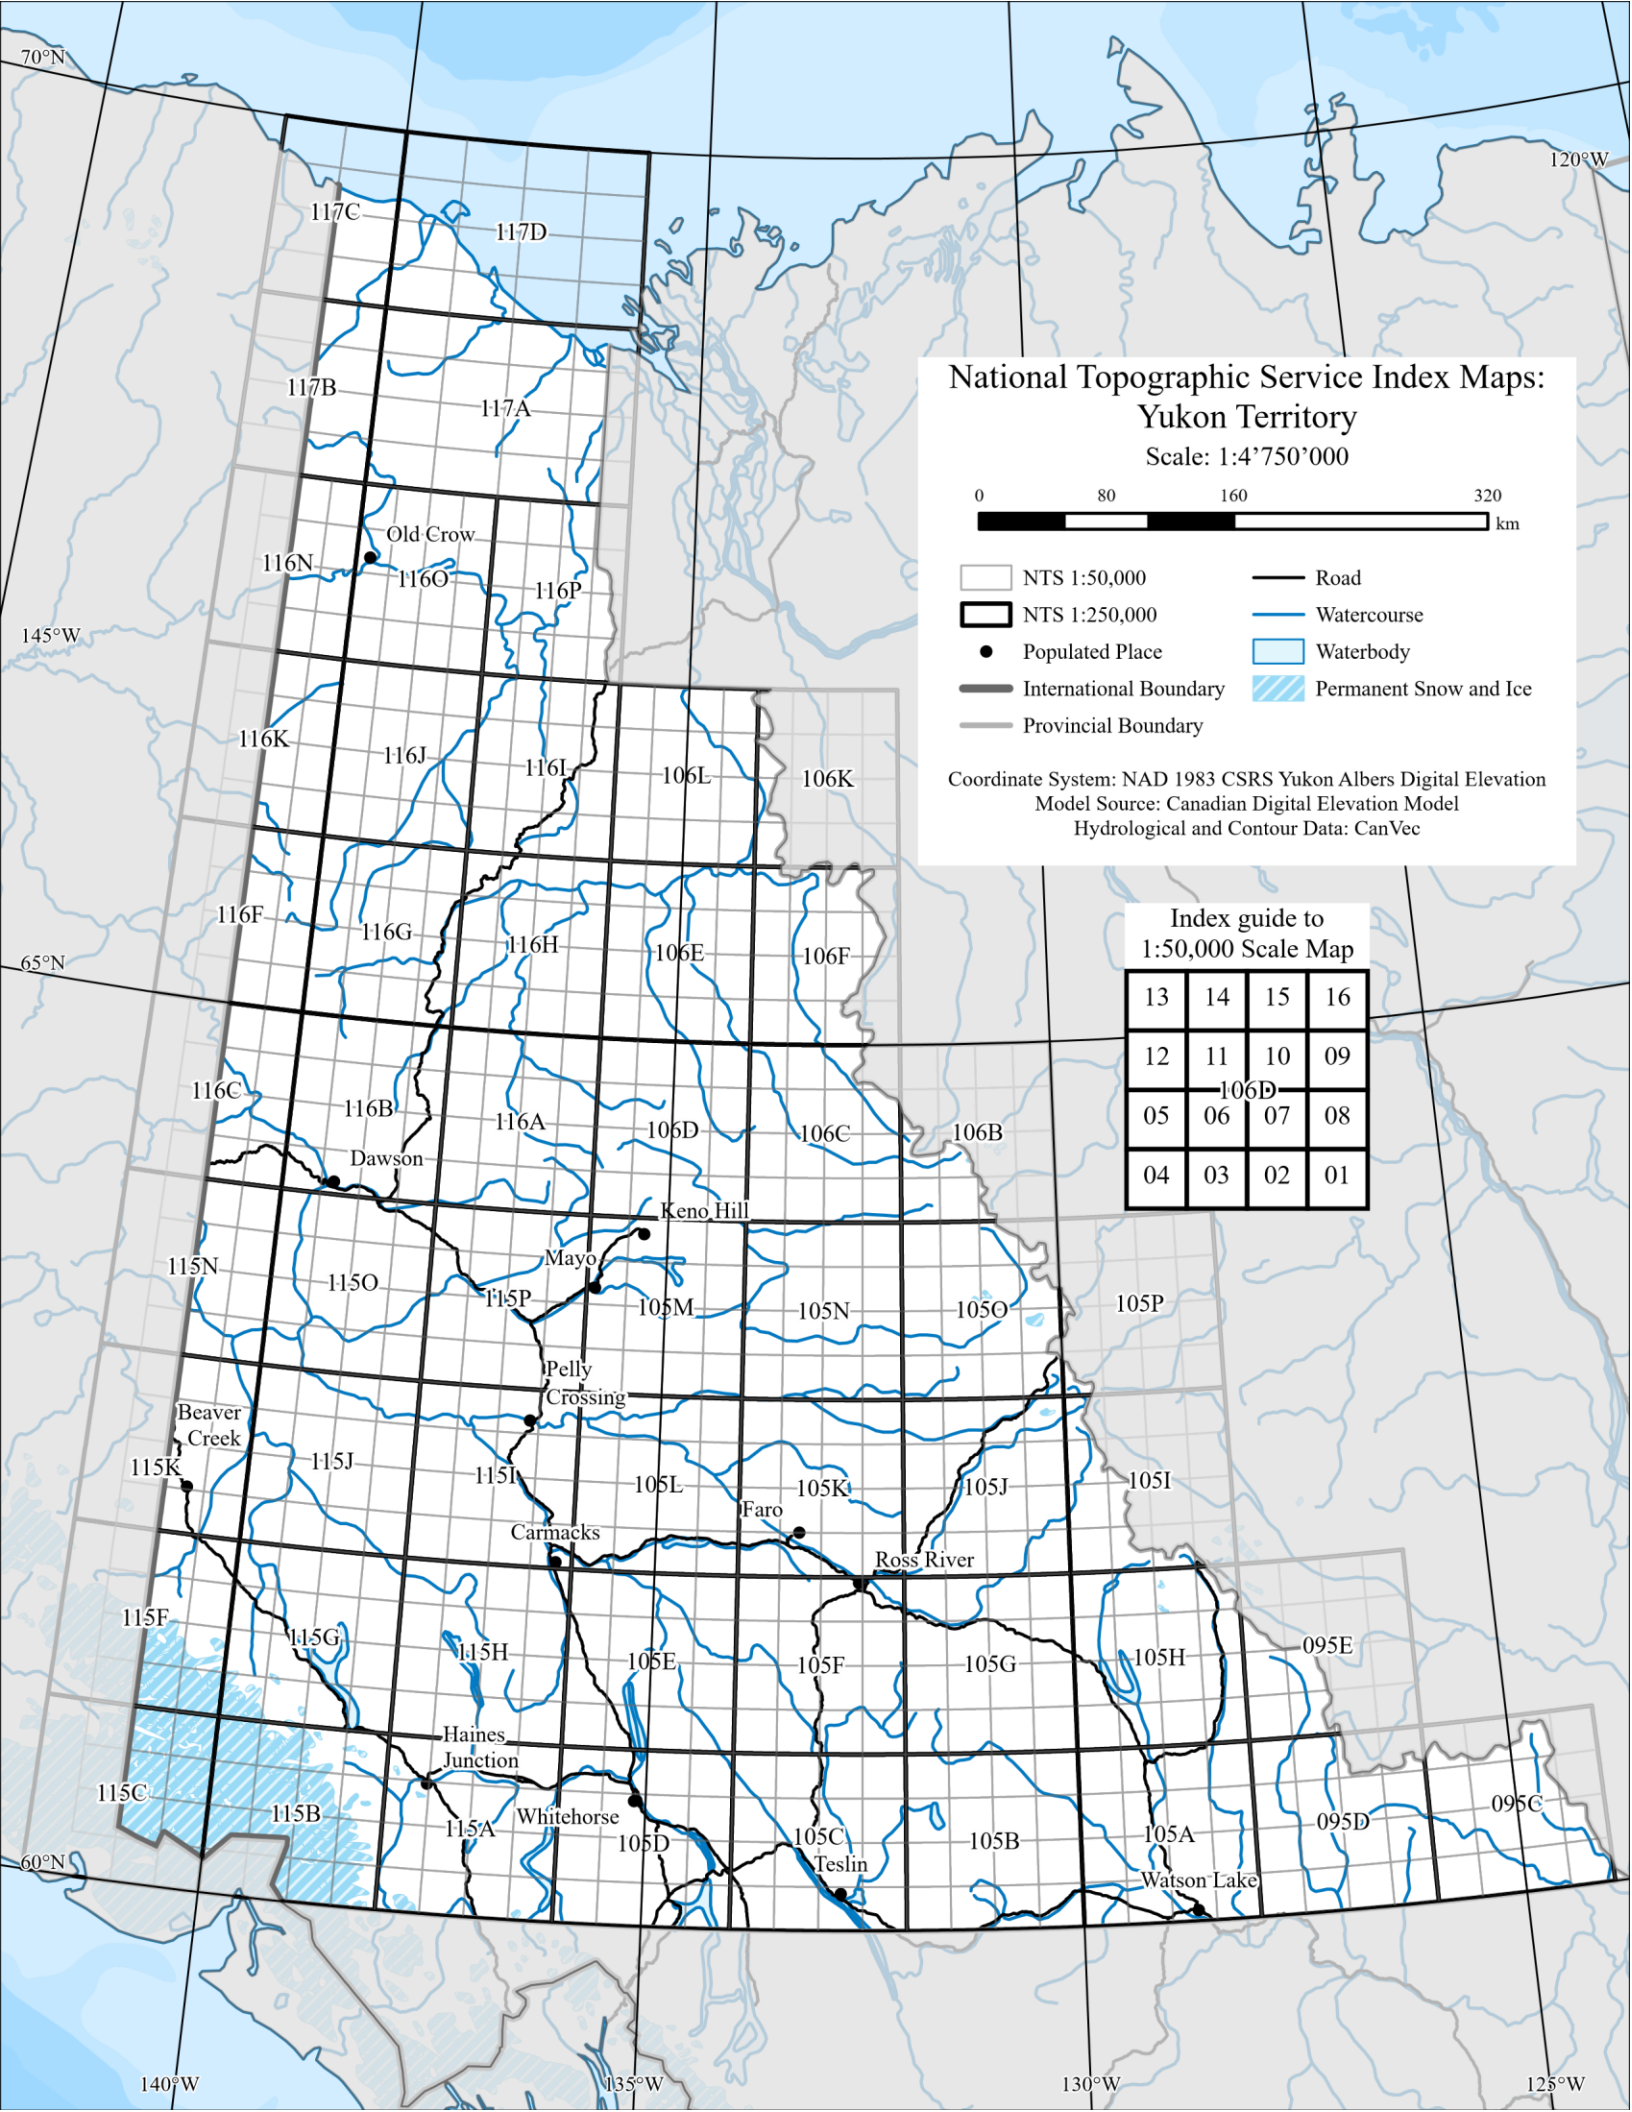 70°N
120°W
117C
117D
National Topographic Service Index Maps:
Yukon Territory
Scale: 1:4’750’000
0 80 160 320
km
117B
117A
Old Crow
116N
116O
116P
NTS 1:50,000
Road
NTS 1:250,000
Watercourse
Populated Place
Waterbody
International Boundary
Permanent Snow and Ice
Provincial Boundary
145°W
116K
116J
116I
106L
106K
Coordinate System: NAD 1983 CSRS Yukon Albers Digital Elevation
Model Source: Canadian Digital Elevation Model
Hydrological and Contour Data: CanVec
116F
116G
116H
106E
106F
65°N
Index guide to
1:50,000 Scale Map
13 14 15 16
12 11 10 09
106D
05 06 07 08
04 03 02 01
116C
116B
116A
106D
106C
106B
Dawson
Keno Hill
Mayo
115N
115O
115P
105M
105N
105O
105P
Pelly
Crossing
Beaver
Creek
115K
115J
115I
105L
105K
105J
105I
Faro
Carmacks
Ross River
115F
115G
115H
105E
105F
105G
105H
095E
Haines
Junction
115C
115B
115A
Whitehorse
105D
105C
Teslin
105B
105A
Watson Lake
095D
095C
60°N
140°W
135°W
130°W
125°W